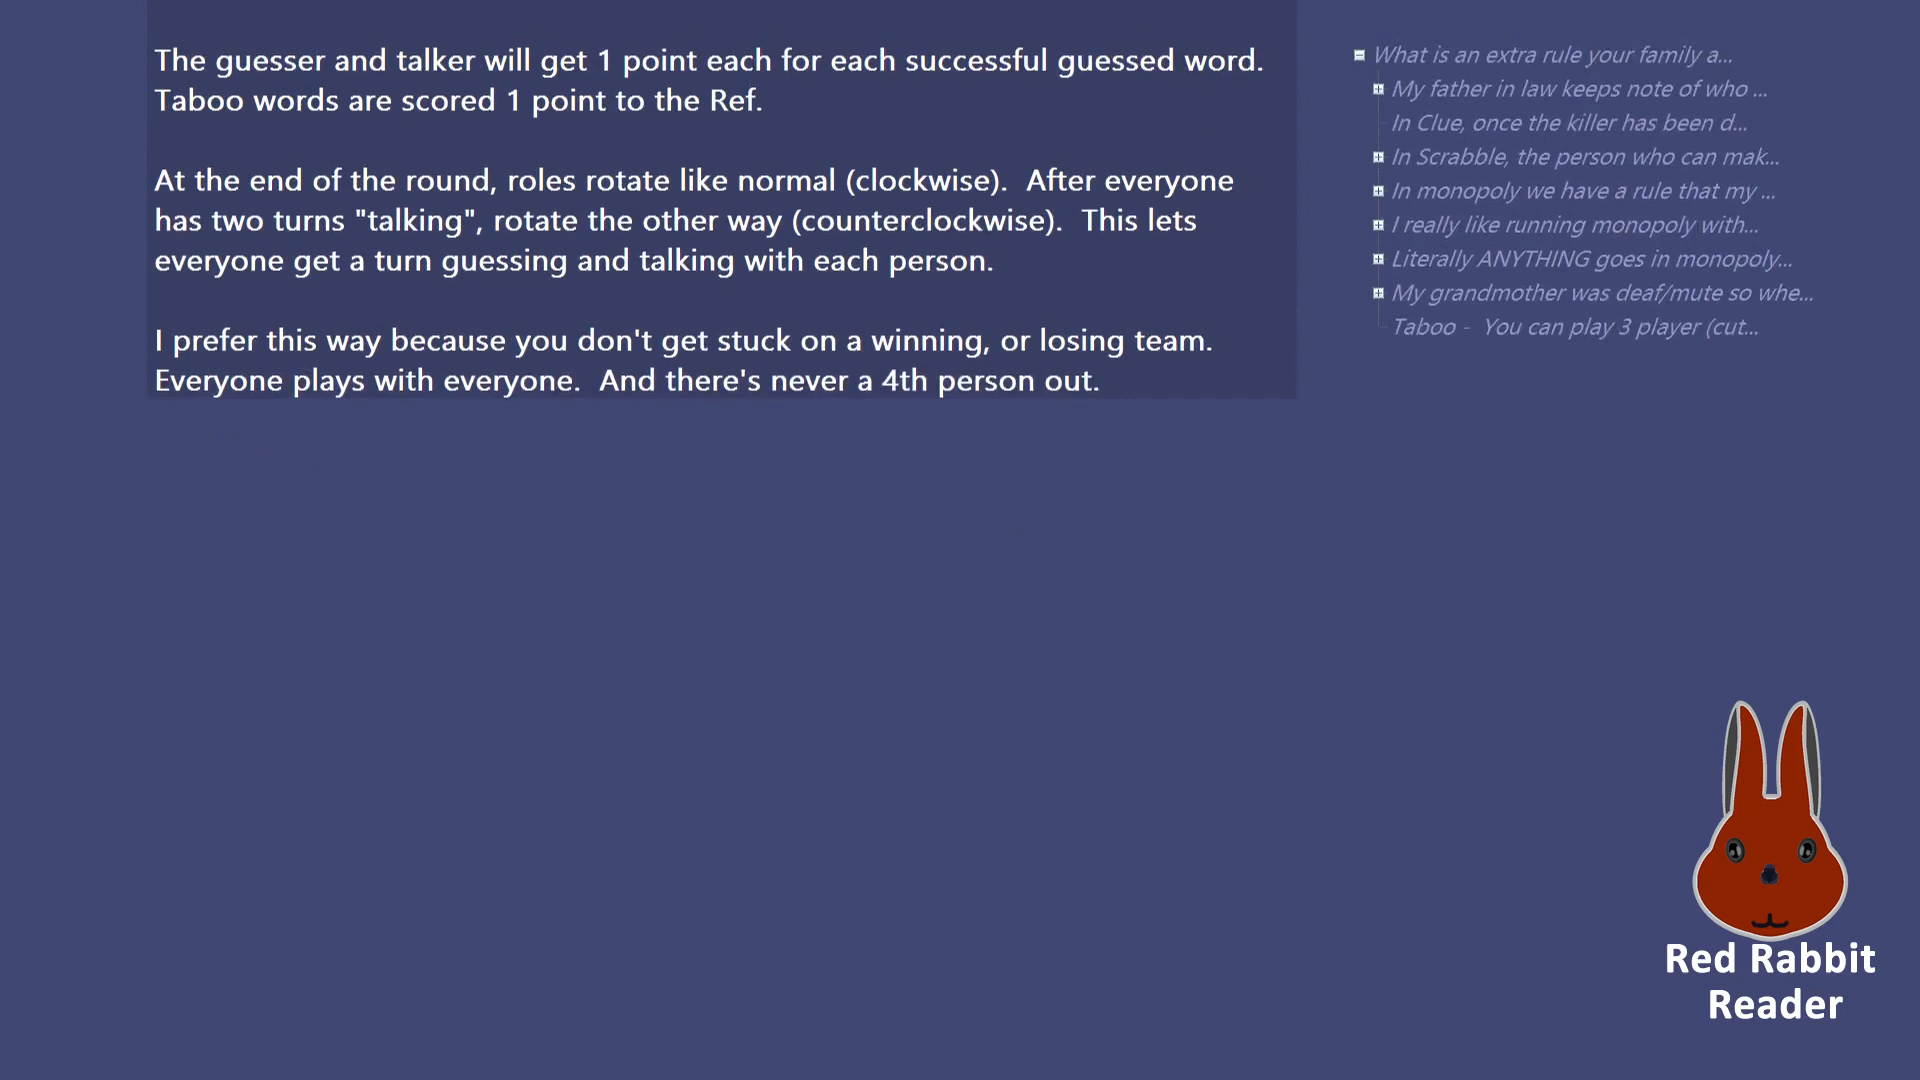 The guesser and talker will get 1 point each for each successful guessed word.
Taboo words are scored 1 point to the Ref.
At the end of the round, roles rotate like normal (clockwise).  After everyone
has two turns "talking", rotate the other way (counterclockwise).  This lets
everyone get a turn guessing and talking with each person.
I prefer this way because you don't get stuck on a winning, or losing team.
Everyone plays with everyone.  And there's never a 4th person out.
What is an extra rule your family a...
My father in law keeps note of who ...
In Clue, once the killer has been d...
In Scrabble, the person who can mak...
In monopoly we have a rule that my ...
I really like running monopoly with...
Literally ANYTHING goes in monopoly...
My grandmother was deaf/mute so whe...
Taboo -  You can play 3 player (cut...
Red Rabbit
Reader